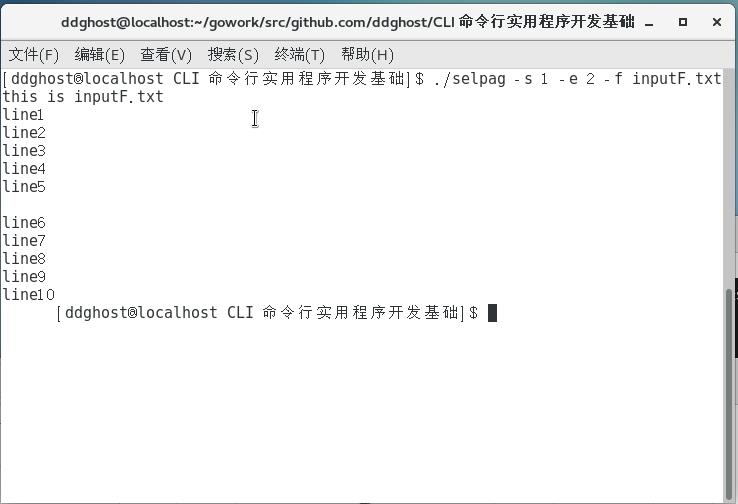 ddghost@localhost:~/gowork/src/github.com/ddghost/CLI 命令行实用程序开发基础
文件(F) 编辑(E) 查看(V) 搜索(S) 终端(T) 帮助(H)
[ddghost@localhost CLI 命令行实用程序开发基础]$ ./selpag -s 1 -e 2 -f inputF.txt
this is inputF.txt
line1
line2
line3
line4
line5
line6
line7
line8
line9
line10
[ddghost@localhost CLI 命令行实用程序开发基础]$